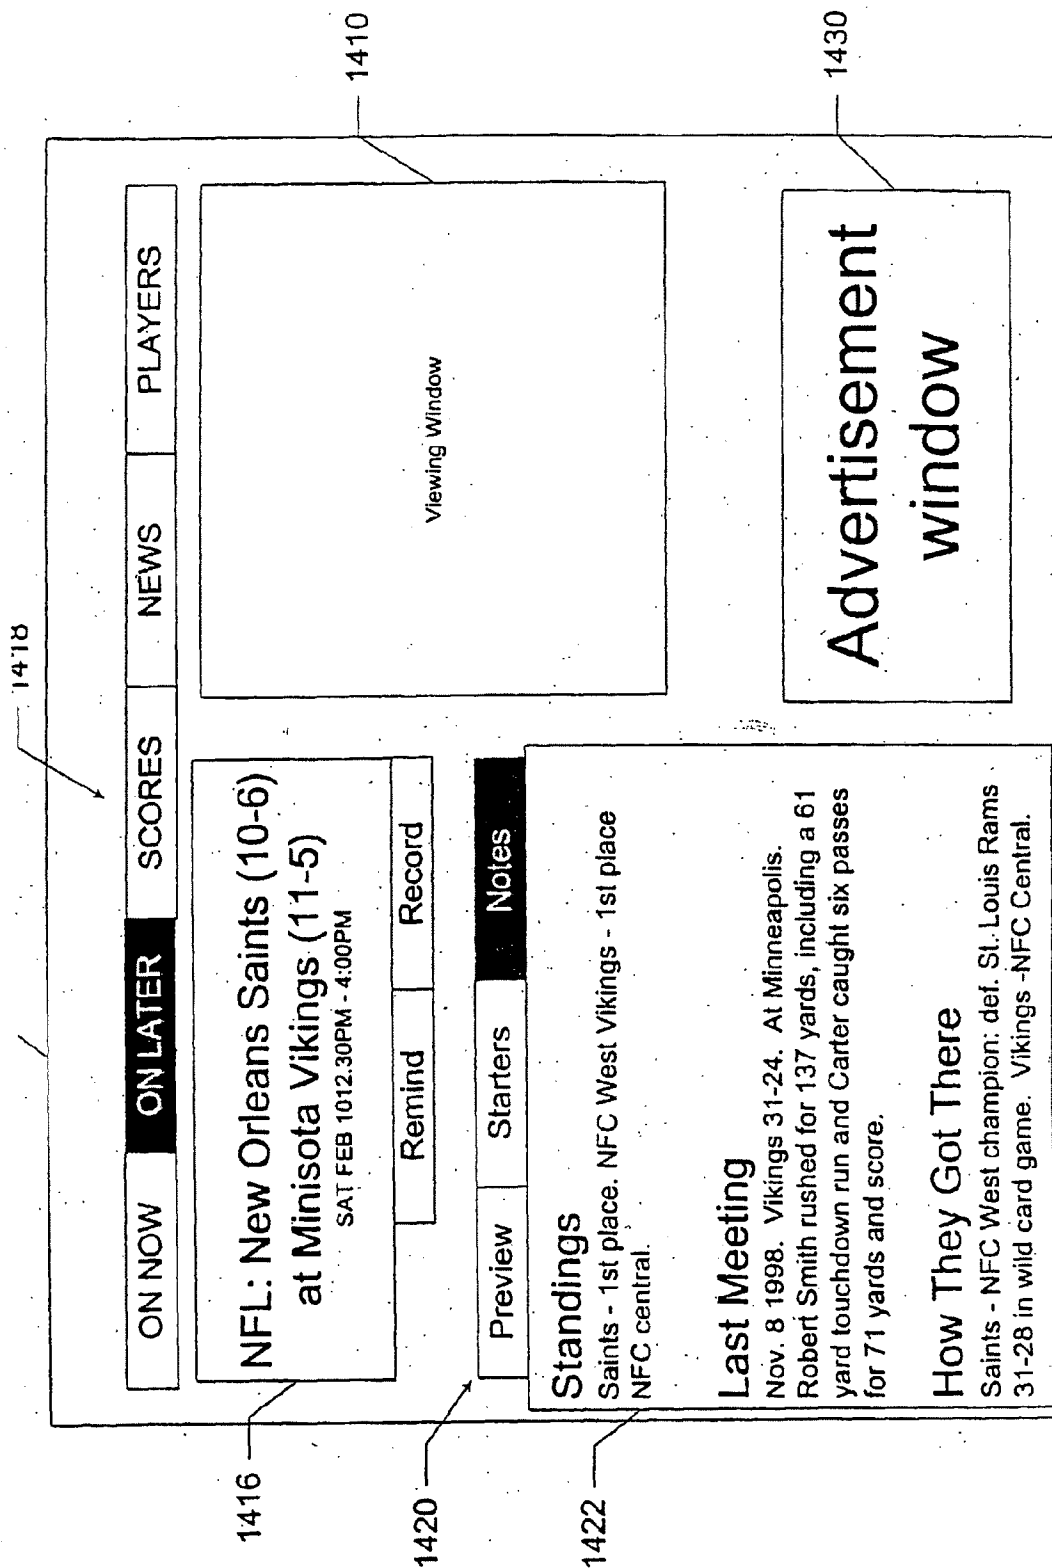 1418
ON NOW ON LATER SCORES NEWS PLAYERS
1416
NFL: New Orleans Saints (10-6)
at Minisota Vikings (11-5)
SAT FEB 1012.30PM - 4:00PM
Remind Record
Viewing Window
1410
1420
Preview Starters Notes
1422
Standings
Saints - 1st place. NFC West Vikings - 1st place
NFC central.
Last Meeting
Nov. 8 1998. Vikings 31-24. At Minneapolis.
Robert Smith rushed for 137 yards, including a 61
yard touchdown run and Carter caught six passes
for 71 yards and score.
How They Got There
Saints - NFC West champion; def. St. Louis Rams
31-28 in wild card game. Vikings -NFC Central.
Advertisement
window
1430